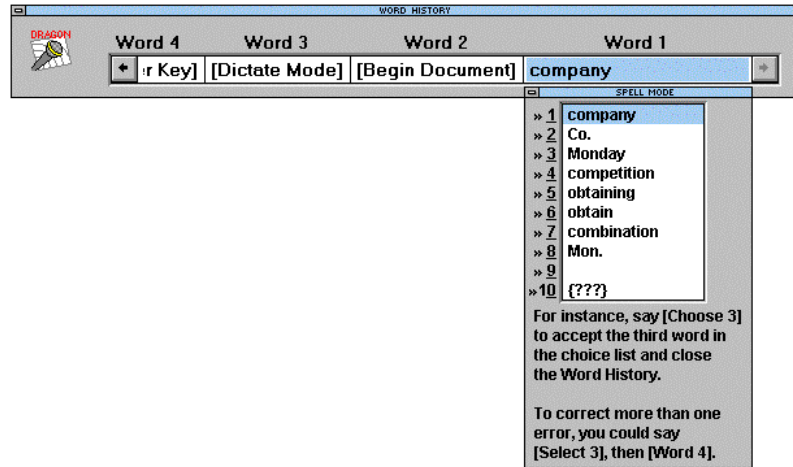 WORD HISTORY
DRAGON
Word 4 Word 3 Word 2 Word 1
r Key] [Dictate Mode] [Begin Document] company
SPELL MODE
» 1 company
» 2 Co.
» 3 Monday
» 4 competition
» 5 obtaining
» 6 obtain
» 7 combination
» 8 Mon.
» 9
»10 {???}
For instance, say [Choose 3]
to accept the third word in
the choice list and close
the Word History.
To correct more than one
error, you could say
[Select 3], then [Word 4].